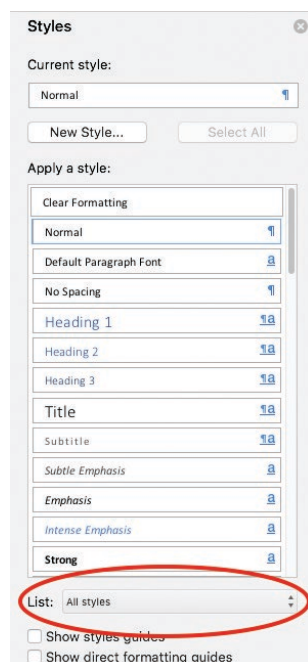 Styles
Current style:
Normal ¶
New Style... Select All
Apply a style:
Clear Formatting
Normal ¶
Default Paragraph Font a
No Spacing ¶
Heading 1 ¶a
Heading 2 ¶a
Heading 3 ¶a
Title ¶a
Subtitle ¶a
Subtle Emphasis a
Emphasis a
Intense Emphasis a
Strong a
List: All styles
Show styles guides
Show direct formatting guides